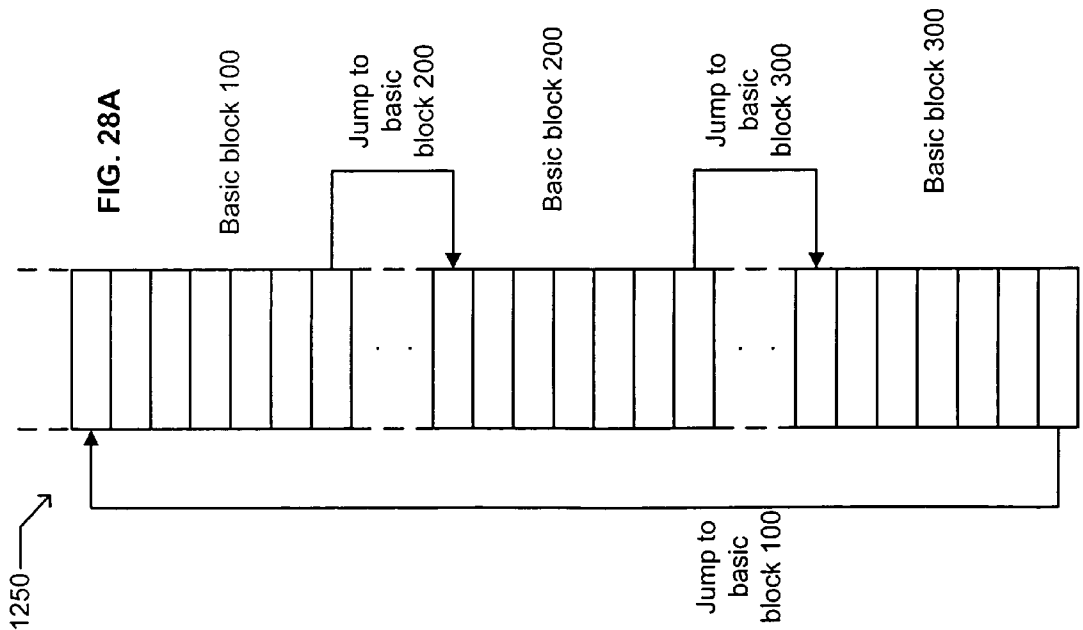 1250
FIG. 28A
Basic block 100
Jump to
basic
block 200
Basic block 200
Jump to
basic
block 300
Basic block 300
Jump to
basic
block 100